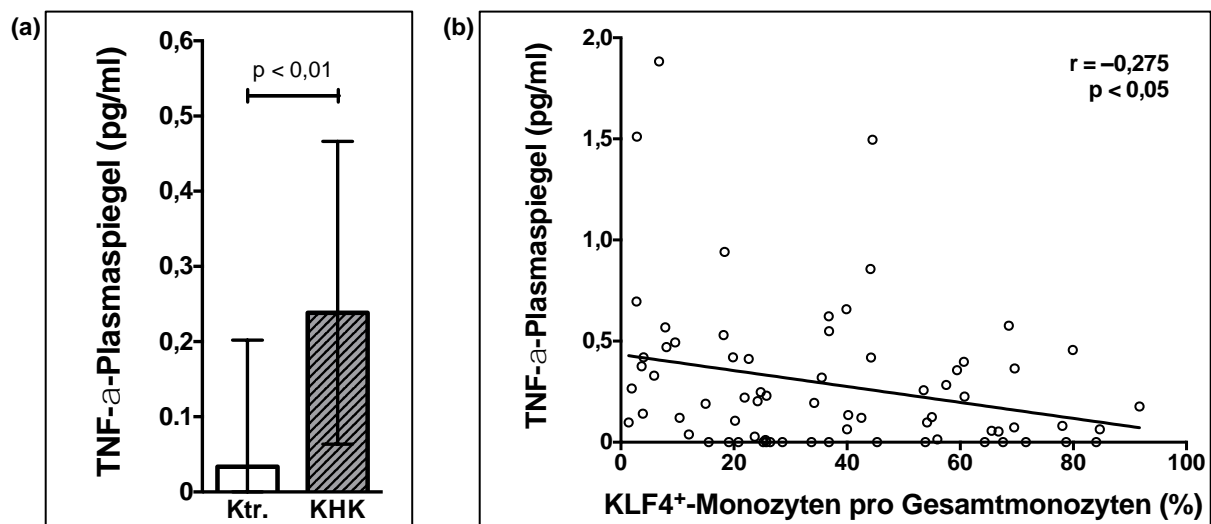 (a)
TNF-a-Plasmaspiegel (pg/ml)
0,6
0,5
0,4
0,3
0,2
0.1
0
p < 0,01
Ktr.
KHK
(b)
TNF-a-Plasmaspiegel (pg/ml)
2,0
1,5
1,0
0,5
0
r = –0,275
p < 0,05
0
20
40
60
80
100
KLF4⁺-Monozyten pro Gesamtmonozyten (%)